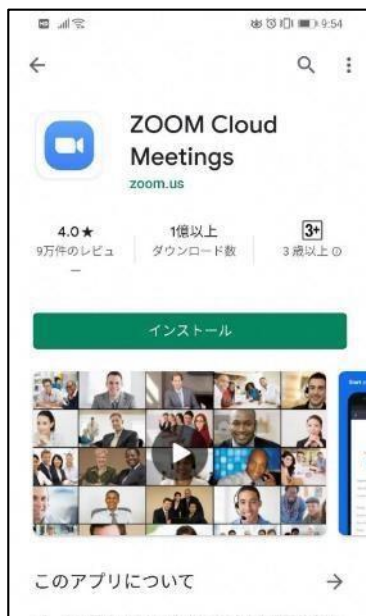 9:54
ZOOM Cloud
Meetings
zoom.us
4.0★
9万件のレビュ
ー
1億以上
ダウンロード数
3+
3 歳以上
インストール
このアプリについて